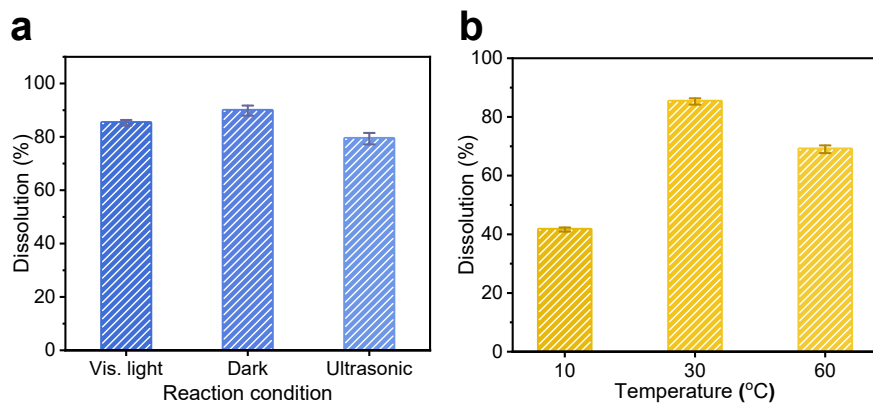 a
Dissolution (%)
100
80
60
40
20
0
Vis. light Dark Ultrasonic
Reaction condition
b
Dissolution (%)
100
80
60
40
20
0
10 30 60
Temperature (°C)